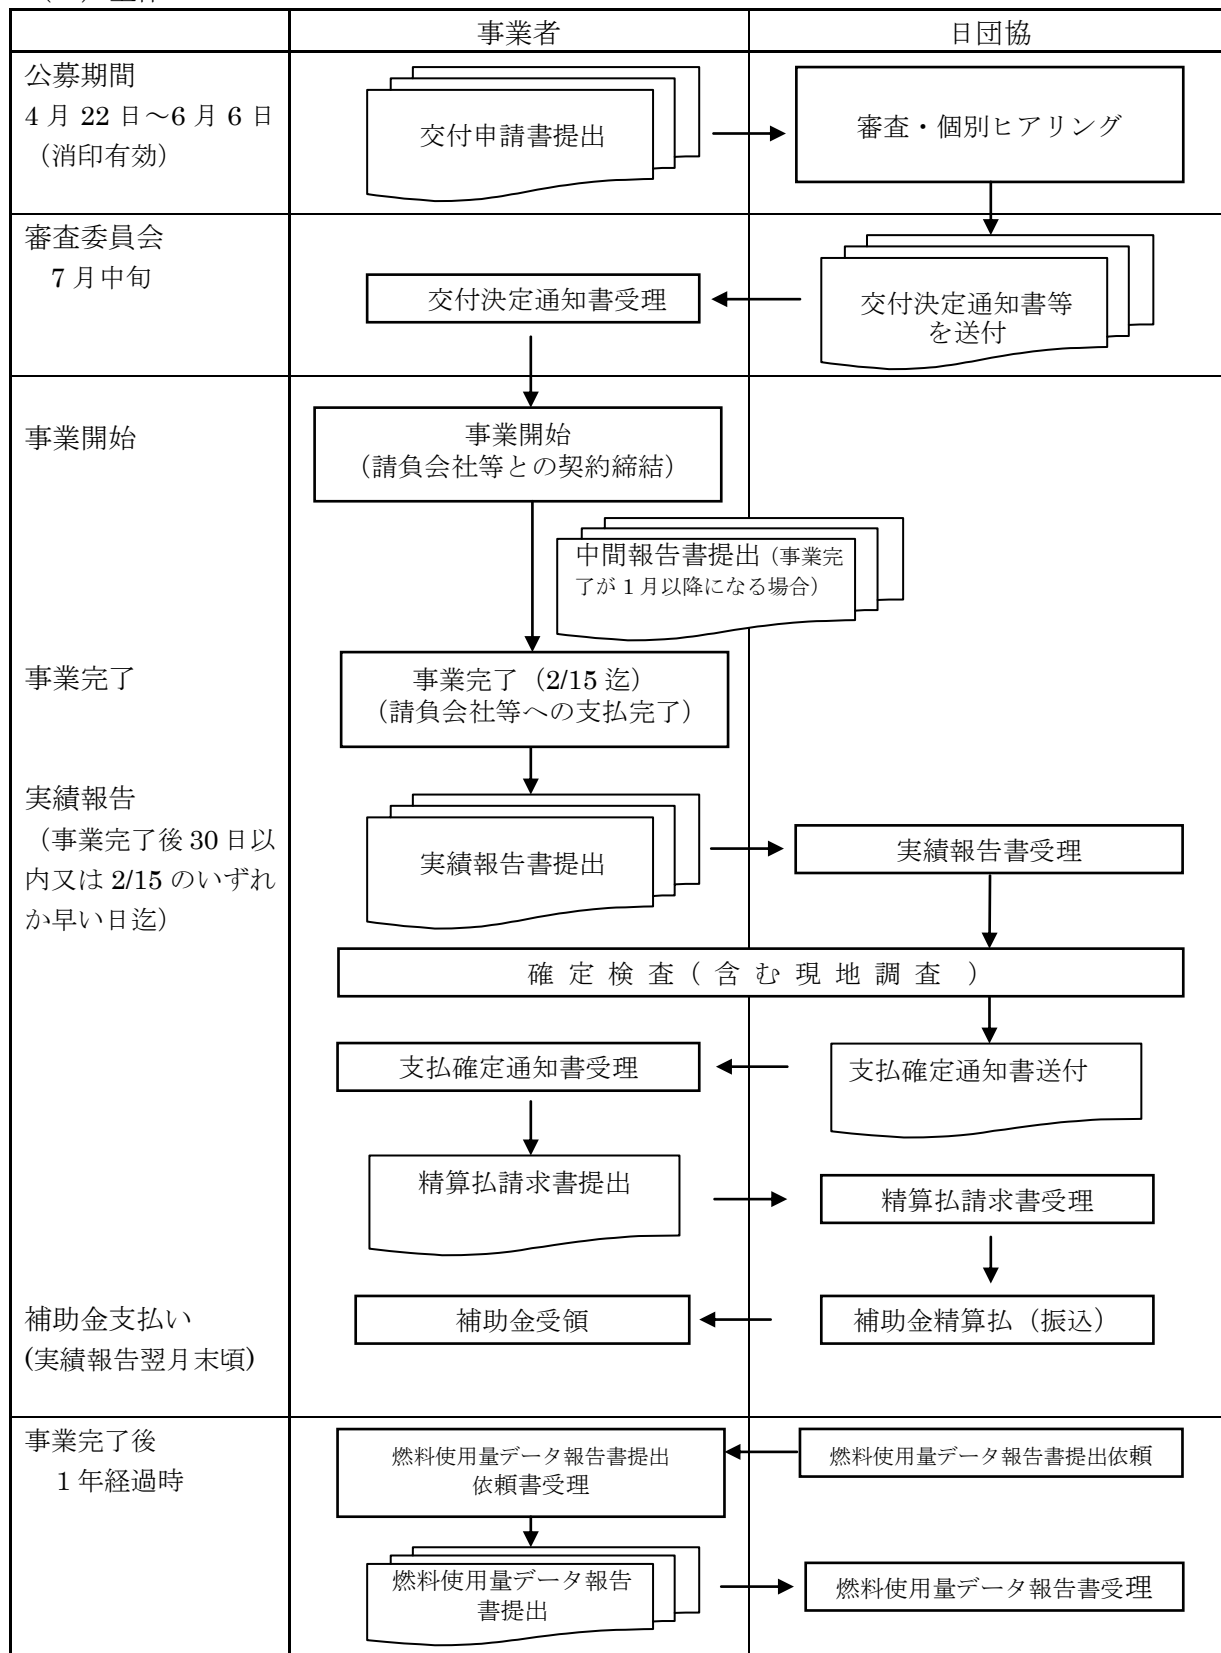 事業者
日団協
公募期間
4月22日～6月6日
（消印有効）
交付申請書提出
審査・個別ヒアリング
審査委員会
7月中旬
交付決定通知書受理
交付決定通知書等
を送付
事業開始
事業開始
（請負会社等との契約締結）
中間報告書提出（事業完
了が1月以降になる場合）
事業完了
事業完了（2/15迄）
（請負会社等への支払完了）
実績報告
（事業完了後30日以
内又は2/15のいずれ
か早い日迄）
実績報告書提出
実績報告書受理
確定検査(含む現地調査)
支払確定通知書受理
支払確定通知書送付
精算払請求書提出
精算払請求書受理
補助金支払い
(実績報告翌月末頃)
補助金受領
補助金精算払（振込）
事業完了後
1年経過時
燃料使用量データ報告書提出
依頼書受理
燃料使用量データ報告書提出依頼
燃料使用量データ報告
書提出
燃料使用量データ報告書受理